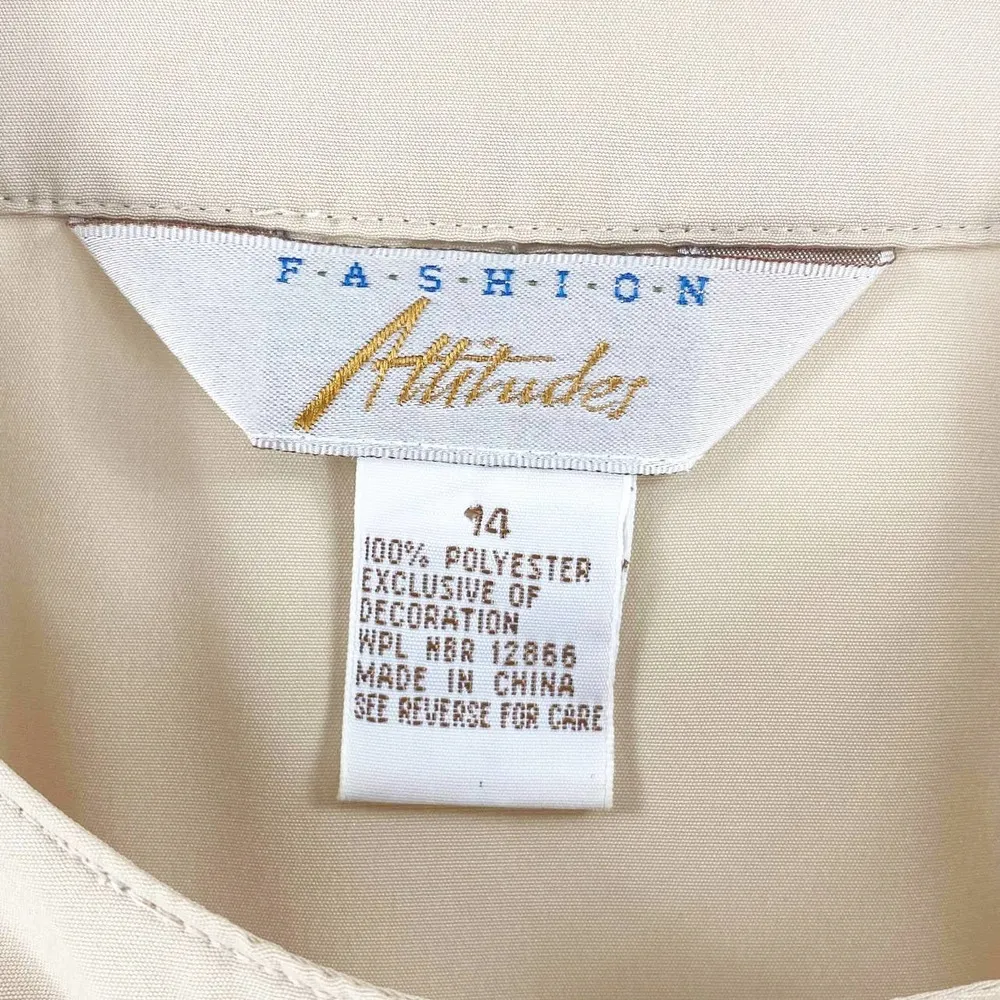 F·A·S·H·I·O·N
Attitudes
14
100% POLYESTER
EXCLUSIVE OF
DECORATION
WPL NBR 12866
MADE IN CHINA
SEE REVERSE FOR CARE